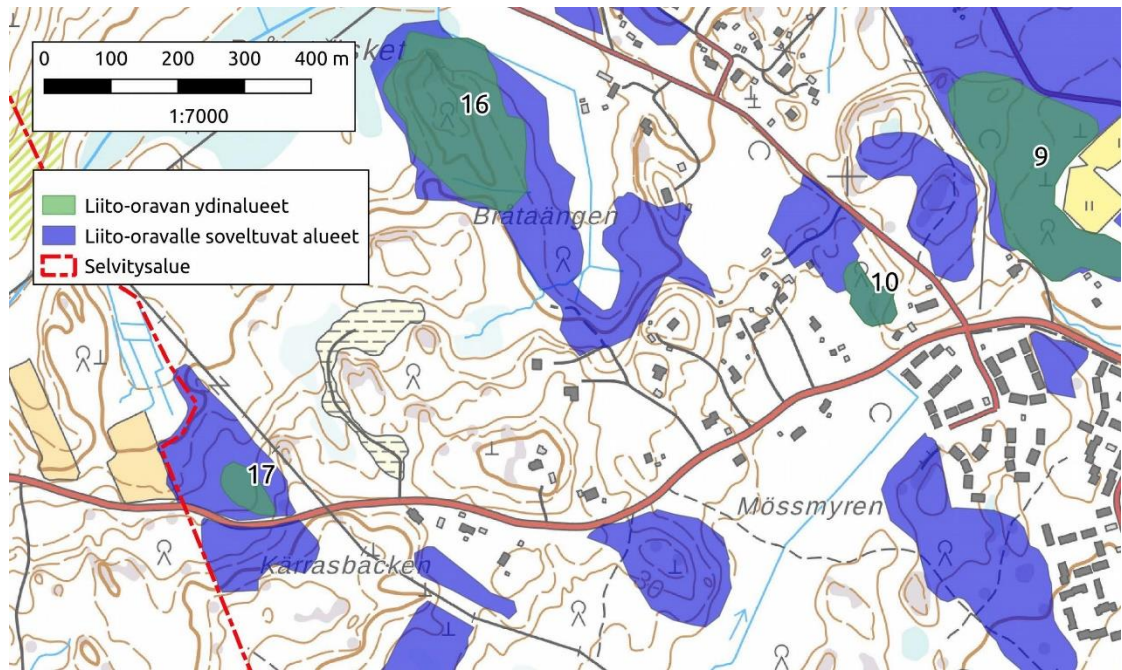 0 100 200 300 400 m
1:7000
Liito-oravan ydinalueet
Liito-oravalle soveltuvat alueet
Selvitysalue
16
9
Bråtaängen
10
17
Mössmyren
Kärrasbäcken
30